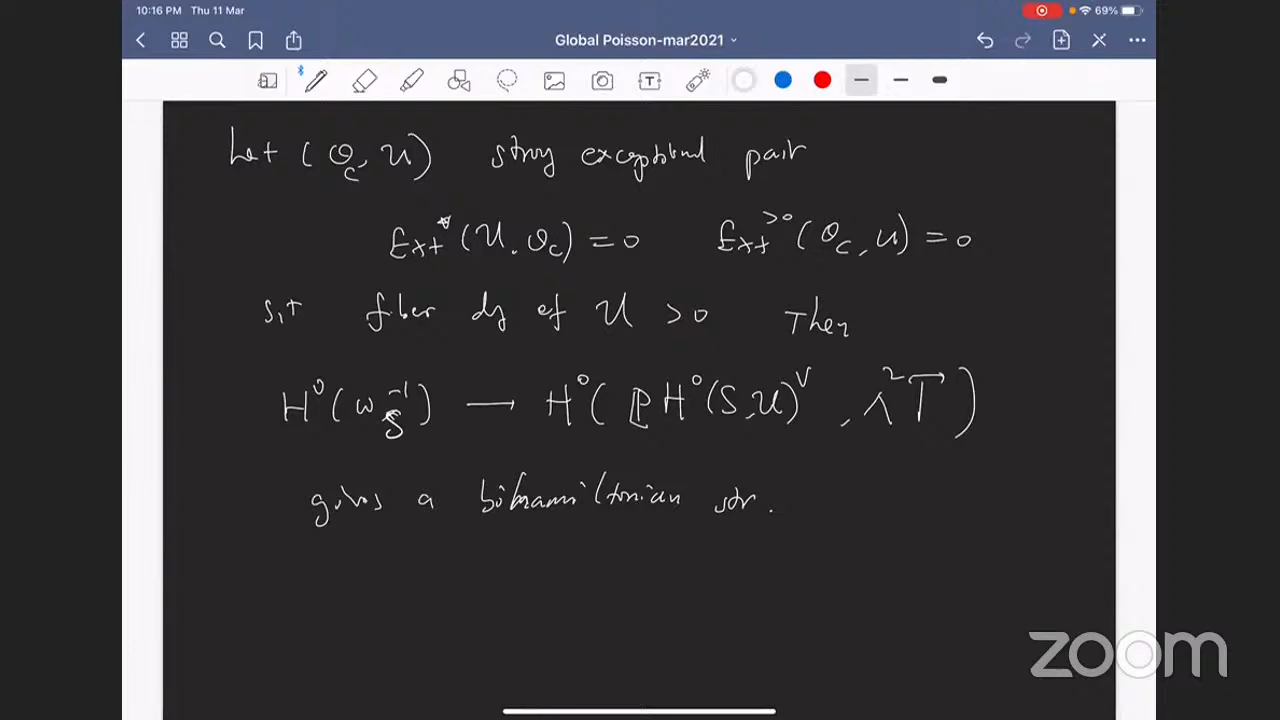 10:16 PM Thu 11 Mar
69%
Global Poisson-mar2021
T
Let (O_C, U) strong exceptional pair
Ext^*(U, O_C) = 0 Ext^{>0}(O_C, U) = 0
s.t fiber dg of U > 0 Then
H^0(ω_S^{-1}) → H^0(ℙH^0(S, U)^∨, Λ^2 T)
gives a bihamiltonian str.
zoom